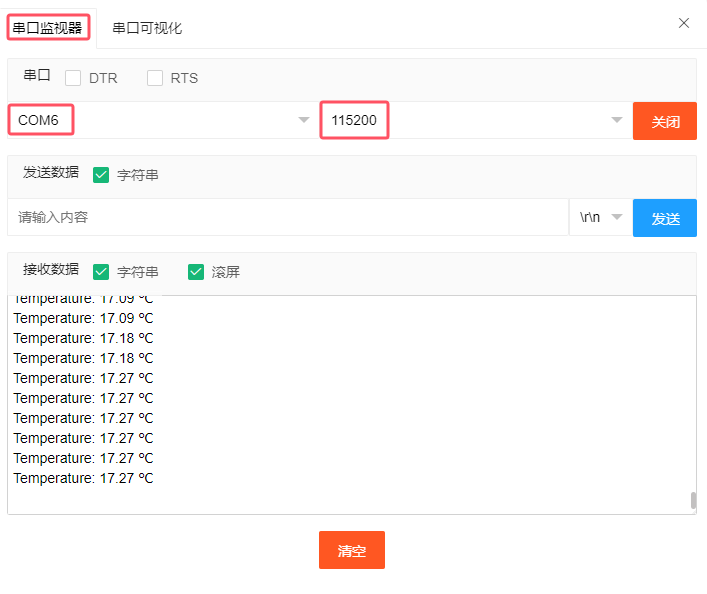 串口监视器 串口可视化
串口 DTR RTS
COM6 115200 关闭
发送数据 字符串
请输入内容 \r\n 发送
接收数据 字符串 滚屏
Temperature: 17.09 ℃
Temperature: 17.09 ℃
Temperature: 17.18 ℃
Temperature: 17.18 ℃
Temperature: 17.27 ℃
Temperature: 17.27 ℃
Temperature: 17.27 ℃
Temperature: 17.27 ℃
Temperature: 17.27 ℃
Temperature: 17.27 ℃
清空